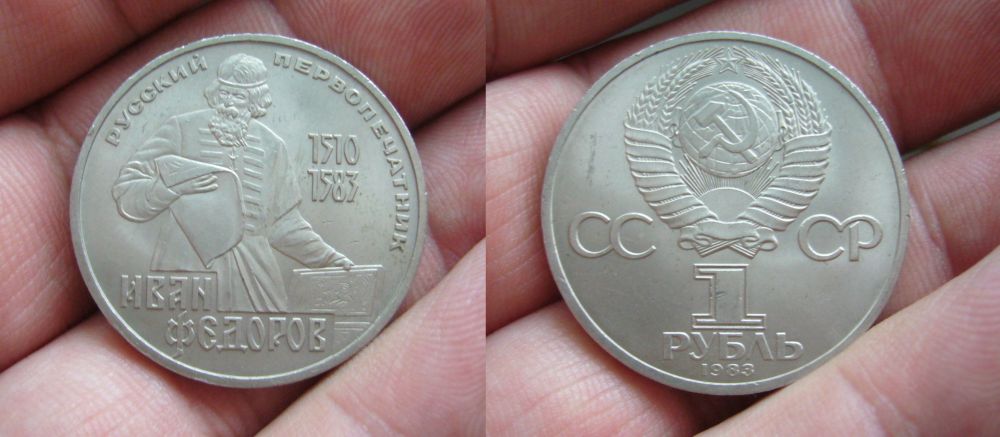 РУССКИЙ ПЕРВОПЕЧАТНИК
1510
1583
ИВАН
ФЕДОРОВ
СС СР
1
РУБЛЬ
1983